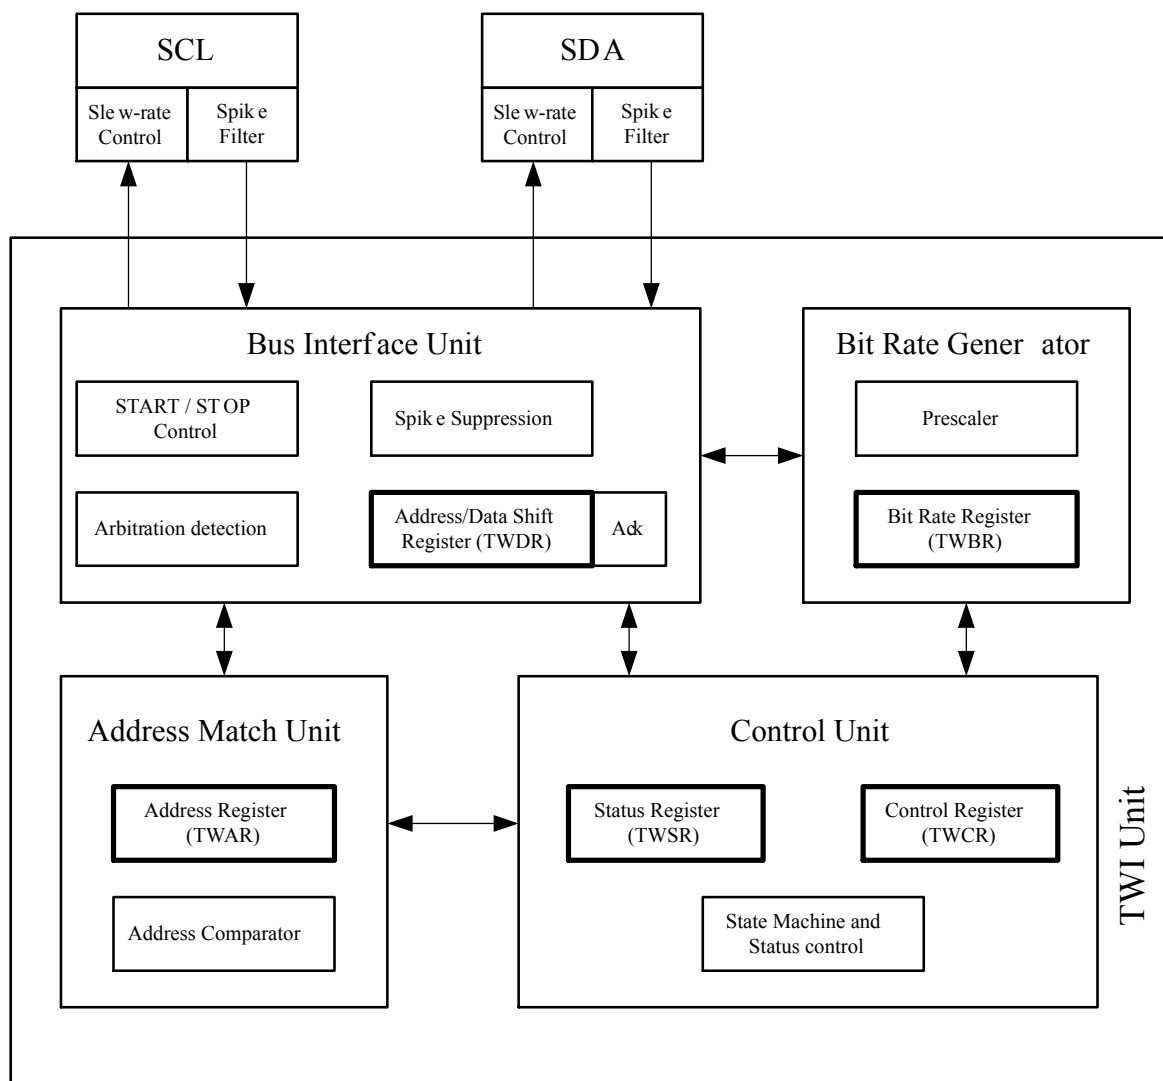 SCL
SDA
Slew-rate
Control
Spike
Filter
Slew-rate
Control
Spike
Filter
Bus Interface Unit
Bit Rate Generator
START / STOP
Control
Spike Suppression
Prescaler
Arbitration detection
Address/Data Shift
Register (TWDR)
Ack
Bit Rate Register
(TWBR)
Address Match Unit
Control Unit
Address Register
(TWAR)
Status Register
(TWSR)
Control Register
(TWCR)
Address Comparator
State Machine and
Status control
TWI Unit